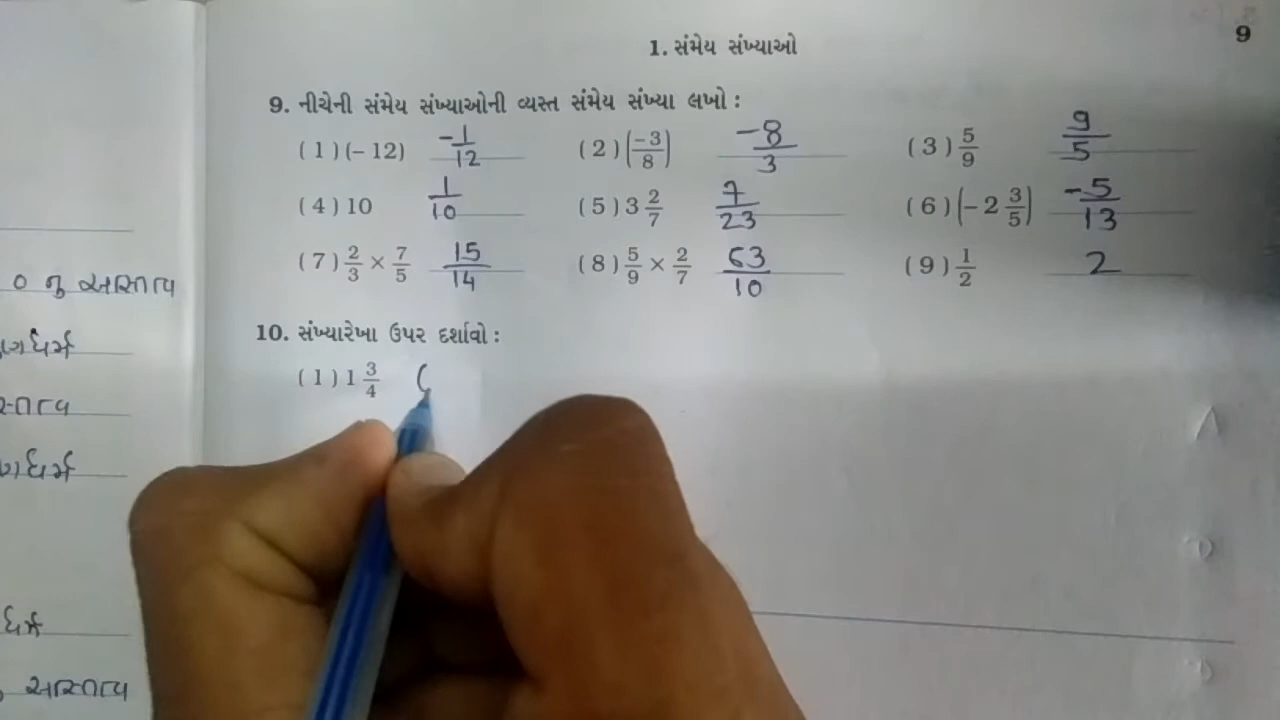 1. સંમેય સંખ્યાઓ
9
9. નીચેની સંમેય સંખ્યાઓની વ્યસ્ત સંમેય સંખ્યા લખો :
(1) (- 12) -1/12 (2) (-3/8) -8/3 (3) 5/9 9/5
(4) 10 1/10 (5) 3 2/7 7/23 (6) (- 2 3/5) -5/13
(7) 2/3 × 7/5 15/14 (8) 5/9 × 2/7 63/10 (9) 1/2 2
0 નુ અસ્તિત્વ
10. સંખ્યારેખા ઉપર દર્શાવો :
(1) 1 3/4 (